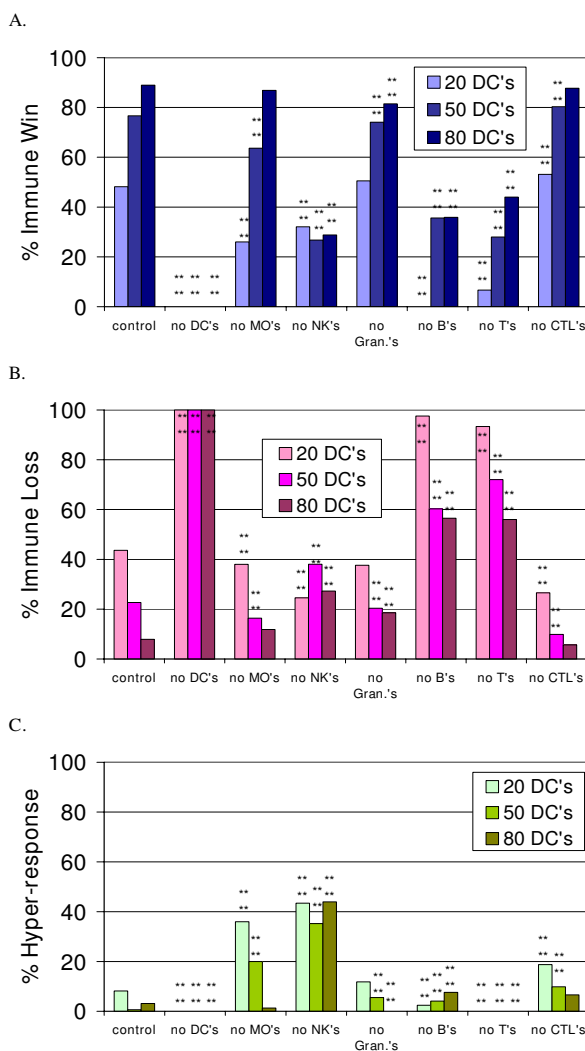 A.
% Immune Win
100
80
60
40
20
0
20 DC's
50 DC's
80 DC's
control
no DC's
no MO's
no NK's
no Gran.'s
no B's
no T's
no CTL's
B.
% Immune Loss
100
80
60
40
20
0
20 DC's
50 DC's
80 DC's
control
no DC's
no MO's
no NK's
no Gran.'s
no B's
no T's
no CTL's
C.
% Hyper-response
100
80
60
40
20
0
20 DC's
50 DC's
80 DC's
control
no DC's
no MO's
no NK's
no Gran.'s
no B's
no T's
no CTL's